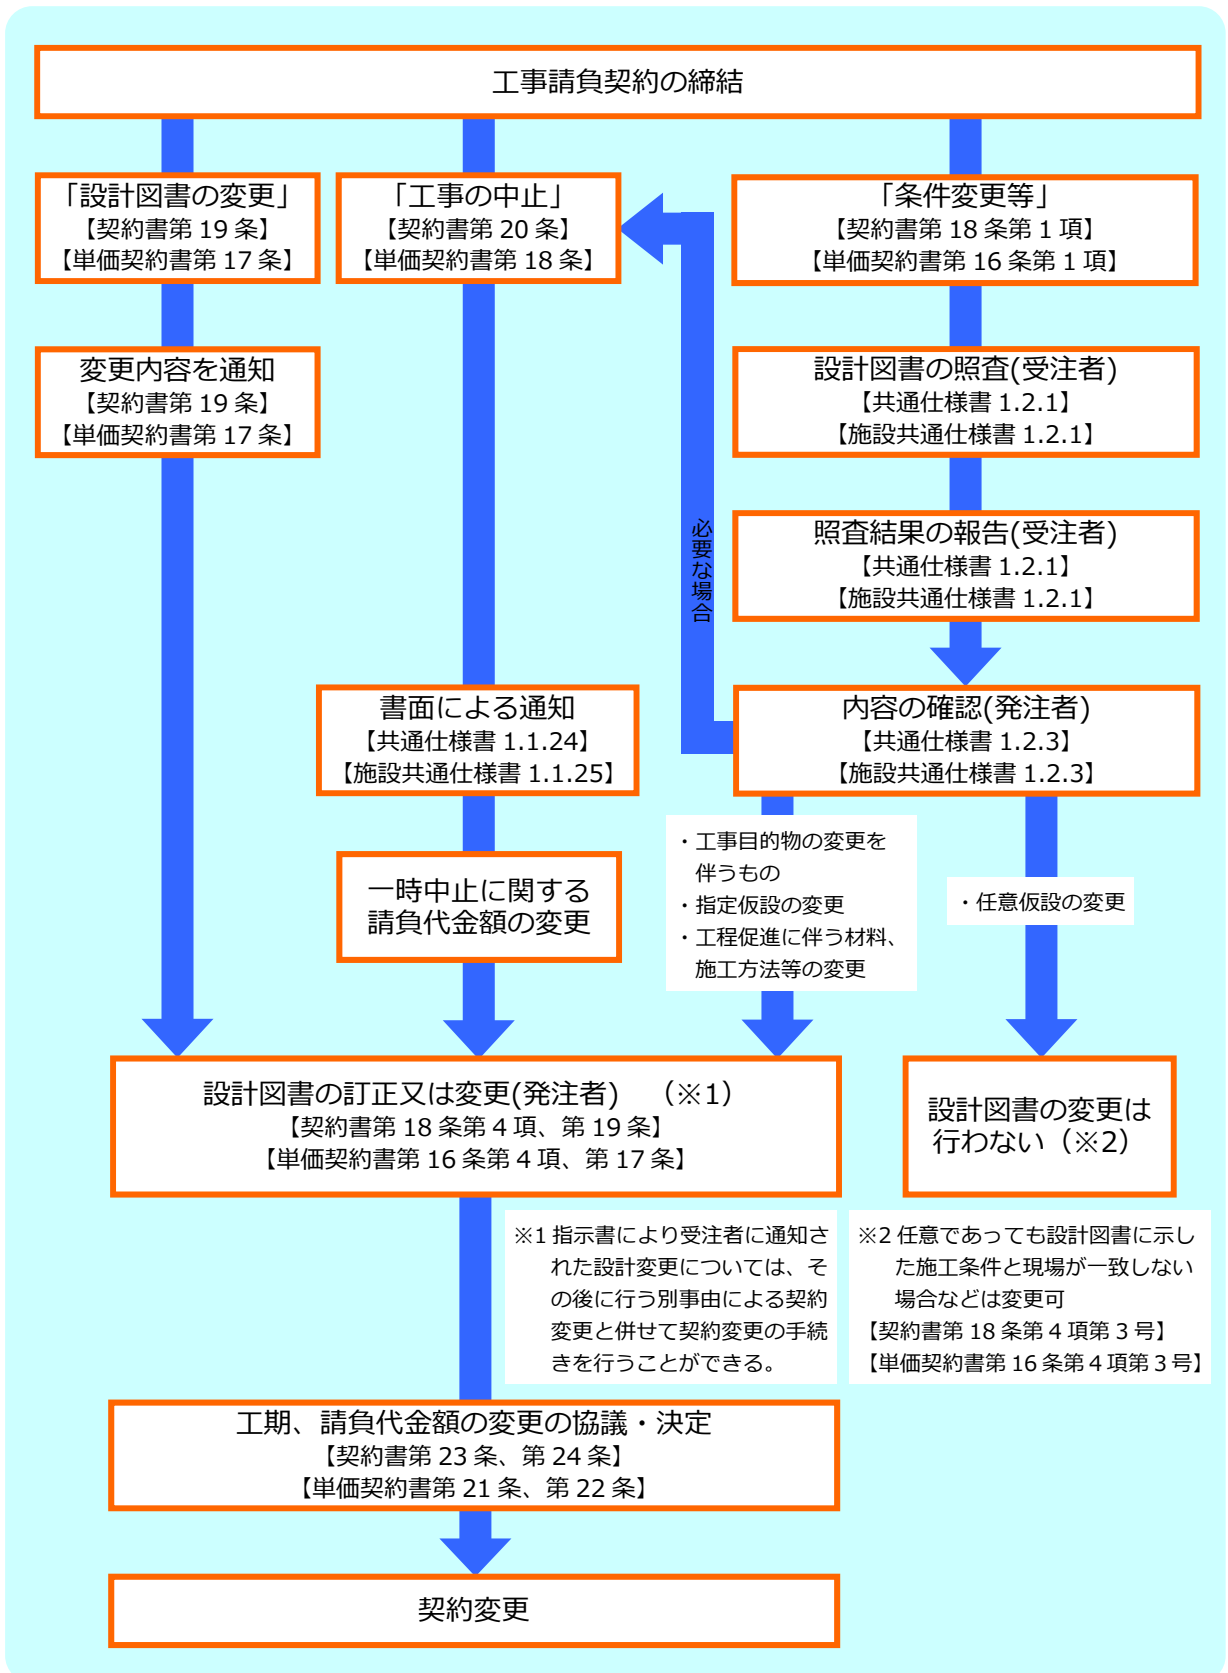 工事請負契約の締結
「設計図書の変更」
【契約書第 19 条】
【単価契約書第 17 条】
「工事の中止」
【契約書第 20 条】
【単価契約書第 18 条】
「条件変更等」
【契約書第 18 条第 1 項】
【単価契約書第 16 条第 1 項】
変更内容を通知
【契約書第 19 条】
【単価契約書第 17 条】
設計図書の照査(受注者)
【共通仕様書 1.2.1】
【施設共通仕様書 1.2.1】
必要な場合
照査結果の報告(受注者)
【共通仕様書 1.2.1】
【施設共通仕様書 1.2.1】
書面による通知
【共通仕様書 1.1.24】
【施設共通仕様書 1.1.25】
内容の確認(発注者)
【共通仕様書 1.2.3】
【施設共通仕様書 1.2.3】
一時中止に関する
請負代金額の変更
・工事目的物の変更を
伴うもの
・指定仮設の変更
・工程促進に伴う材料、
施工方法等の変更
・任意仮設の変更
設計図書の訂正又は変更(発注者) （※1）
【契約書第 18 条第 4 項、第 19 条】
【単価契約書第 16 条第 4 項、第 17 条】
設計図書の変更は
行わない（※2）
※1 指示書により受注者に通知さ
れた設計変更については、そ
の後に行う別事由による契約
変更と併せて契約変更の手続
きを行うことができる。
※2 任意であっても設計図書に示し
た施工条件と現場が一致しない
場合などは変更可
【契約書第 18 条第 4 項第 3 号】
【単価契約書第 16 条第 4 項第 3 号】
工期、請負代金額の変更の協議・決定
【契約書第 23 条、第 24 条】
【単価契約書第 21 条、第 22 条】
契約変更